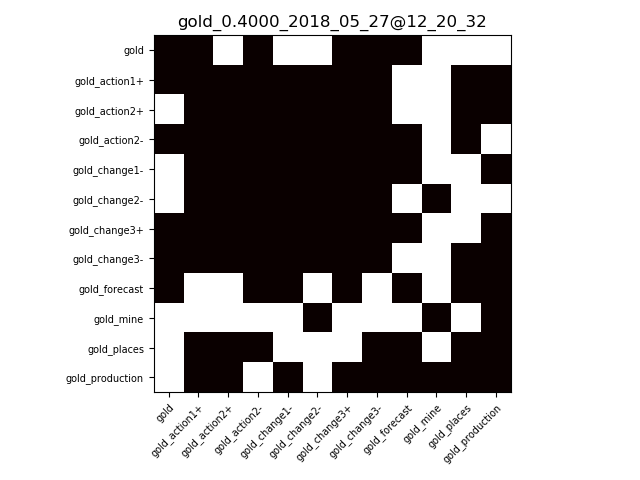 gold_0.4000_2018_05_27@12_20_32
gold
gold_action1+
gold_action2+
gold_action2-
gold_change1-
gold_change2-
gold_change3+
gold_change3-
gold_forecast
gold_mine
gold_places
gold_production
gold
gold_action1+
gold_action2+
gold_action2-
gold_change1-
gold_change2-
gold_change3+
gold_change3-
gold_forecast
gold_mine
gold_places
gold_production